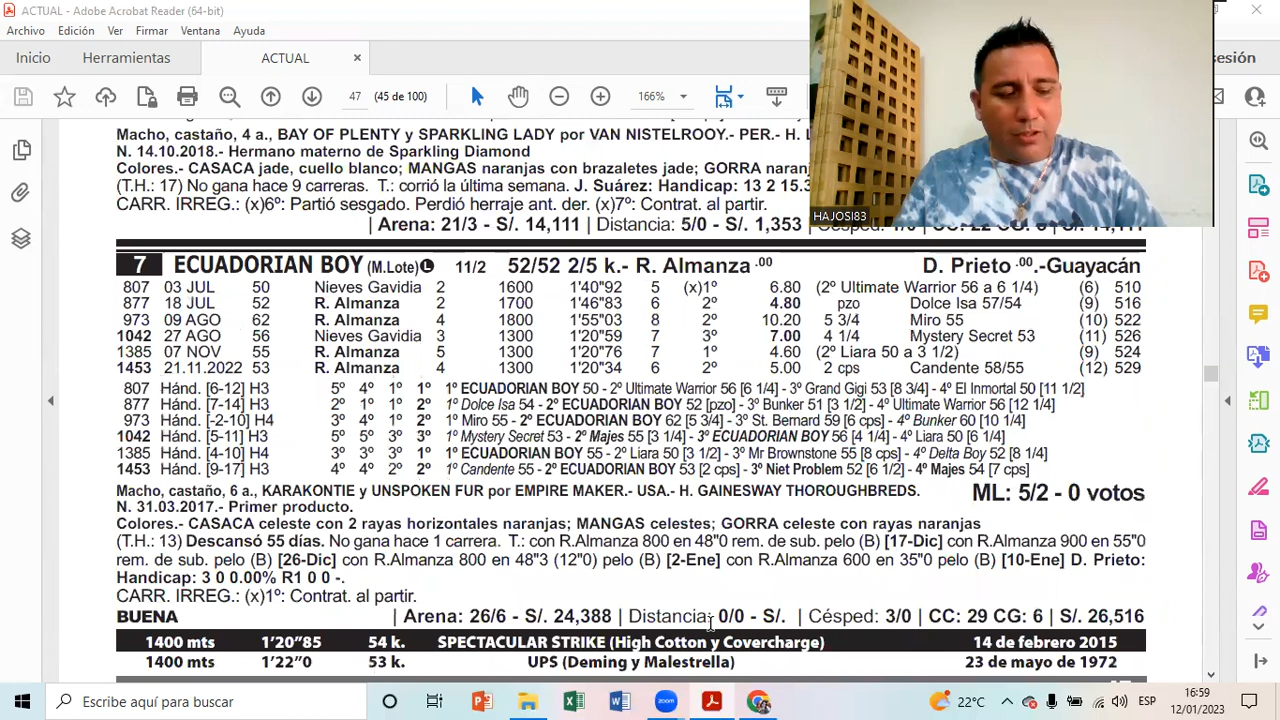 ACTUAL - Adobe Acrobat Reader (64-bit)
Archivo Edición Ver Firmar Ventana Ayuda
Inicio Herramientas ACTUAL × sesión
47 (45 de 100) 166%
Macho, castaño, 4 a., BAY OF PLENTY y SPARKLING LADY por VAN NISTELROOY.- PER.- H. L
N. 14.10.2018.- Hermano materno de Sparkling Diamond
Colores.- CASACA jade, cuello blanco; MANGAS naranjas con brazaletes jade; GORRA naranj
(T.H.: 17) No gana hace 9 carreras. T.: corrió la última semana. J. Suárez: Handicap: 13 2 15.3
CARR. IRREG.: (x)6º: Partió sesgado. Perdió herraje ant. der. (x)7º: Contrat. al partir.
HAJOSI83
| Arena: 21/3 - S/. 14,111 | Distancia: 5/0 - S/. 1,353
7 ECUADORIAN BOY (M.Lote) L 11/2 52/52 2/5 k.- R. Almanza .00 D. Prieto .00.-Guayacán
807 03 JUL 50 Nieves Gavidia 2 1600 1'40"92 5 (x)1º 6.80 (2º Ultimate Warrior 56 a 6 1/4) (6) 510
877 18 JUL 52 R. Almanza 2 1700 1'46"83 6 2º 4.80 pzo Dolce Isa 57/54 (9) 516
973 09 AGO 62 R. Almanza 4 1800 1'55"03 8 2º 10.20 5 3/4 Miro 55 (10) 522
1042 27 AGO 56 Nieves Gavidia 3 1300 1'20"59 7 3º 7.00 4 1/4 Mystery Secret 53 (11) 526
1385 07 NOV 55 R. Almanza 5 1300 1'20"76 7 1º 4.60 (2º Liara 50 a 3 1/2) (9) 524
1453 21.11.2022 53 R. Almanza 4 1300 1'20"34 6 2º 5.00 2 cps Candente 58/55 (12) 529
807 Hánd. [6-12] H3 5º 4º 1º 1º 1º ECUADORIAN BOY 50 - 2º Ultimate Warrior 56 [6 1/4] - 3º Grand Gigi 53 [8 3/4] - 4º El Inmortal 50 [11 1/2]
877 Hánd. [7-14] H3 2º 1º 1º 2º 1º Dolce Isa 54 - 2º ECUADORIAN BOY 52 [pzo] - 3º Bunker 51 [3 1/2] - 4º Ultimate Warrior 56 [12 1/4]
973 Hánd. [-2-10] H4 3º 4º 1º 2º 1º Miro 55 - 2º ECUADORIAN BOY 62 [5 3/4] - 3º St. Bernard 59 [6 cps] - 4º Bunker 60 [10 1/4]
1042 Hánd. [5-11] H3 5º 5º 3º 3º 1º Mystery Secret 53 - 2º Majes 55 [3 1/4] - 3º ECUADORIAN BOY 56 [4 1/4] - 4º Liara 50 [6 1/4]
1385 Hánd. [4-10] H4 3º 3º 3º 1º 1º ECUADORIAN BOY 55 - 2º Liara 50 [3 1/2] - 3º Mr Brownstone 55 [8 cps] - 4º Delta Boy 52 [8 1/4]
1453 Hánd. [9-17] H3 4º 4º 2º 2º 1º Candente 55 - 2º ECUADORIAN BOY 53 [2 cps] - 3º Niet Problem 52 [6 1/2] - 4º Majes 54 [7 cps]
Macho, castaño, 6 a., KARAKONTIE y UNSPOKEN FUR por EMPIRE MAKER.- USA.- H. GAINESWAY THOROUGHBREDS. ML: 5/2 - 0 votos
N. 31.03.2017.- Primer producto.
Colores.- CASACA celeste con 2 rayas horizontales naranjas; MANGAS celestes; GORRA celeste con rayas naranjas
(T.H.: 13) Descansó 55 días. No gana hace 1 carrera. T.: con R.Almanza 800 en 48"0 rem. de sub. pelo (B) [17-Dic] con R.Almanza 900 en 55"0
rem. de sub. pelo (B) [26-Dic] con R.Almanza 800 en 48"3 (12"0) pelo (B) [2-Ene] con R.Almanza 600 en 35"0 pelo (B) [10-Ene] D. Prieto:
Handicap: 3 0 0.00% R1 0 0 -.
CARR. IRREG.: (x)1º: Contrat. al partir.
BUENA | Arena: 26/6 - S/. 24,388 | Distancia: 0/0 - S/. | Césped: 3/0 | CC: 29 CG: 6 | S/. 26,516
1400 mts 1'20"85 54 k. SPECTACULAR STRIKE (High Cotton y Covercharge) 14 de febrero 2015
1400 mts 1'22"0 53 k. UPS (Deming y Malestrella) 23 de mayo de 1972
Escribe aquí para buscar zoom 22°C ESP 16:59
12/01/2023